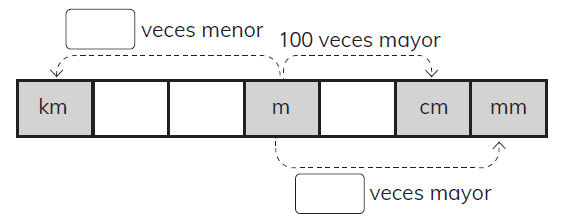 veces menor
100 veces mayor
km m cm mm
veces mayor